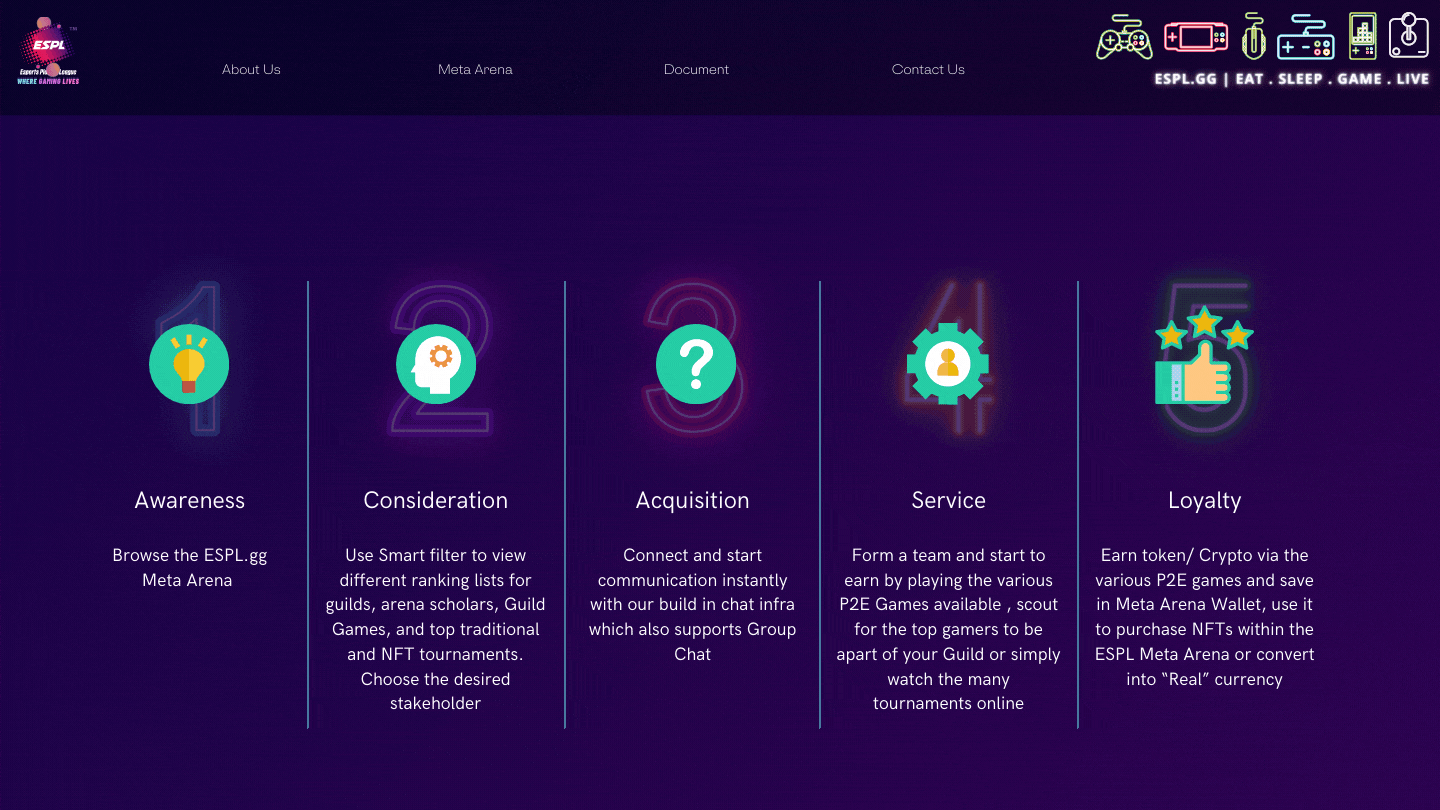 ESPL
TM
Esports Pl League
WHERE GAMING LIVES
About Us
Meta Arena
Document
Contact Us
ESPL.GG | EAT . SLEEP . GAME . LIVE
1
Awareness
Browse the ESPL.gg
Meta Arena
2
Consideration
Use Smart filter to view
different ranking lists for
guilds, arena scholars, Guild
Games, and top traditional
and NFT tournaments.
Choose the desired
stakeholder
3
Acquisition
Connect and start
communication instantly
with our build in chat infra
which also supports Group
Chat
4
Service
Form a team and start to
earn by playing the various
P2E Games available , scout
for the top gamers to be
apart of your Guild or simply
watch the many
tournaments online
5
Loyalty
Earn token/ Crypto via the
various P2E games and save
in Meta Arena Wallet, use it
to purchase NFTs within the
ESPL Meta Arena or convert
into “Real” currency